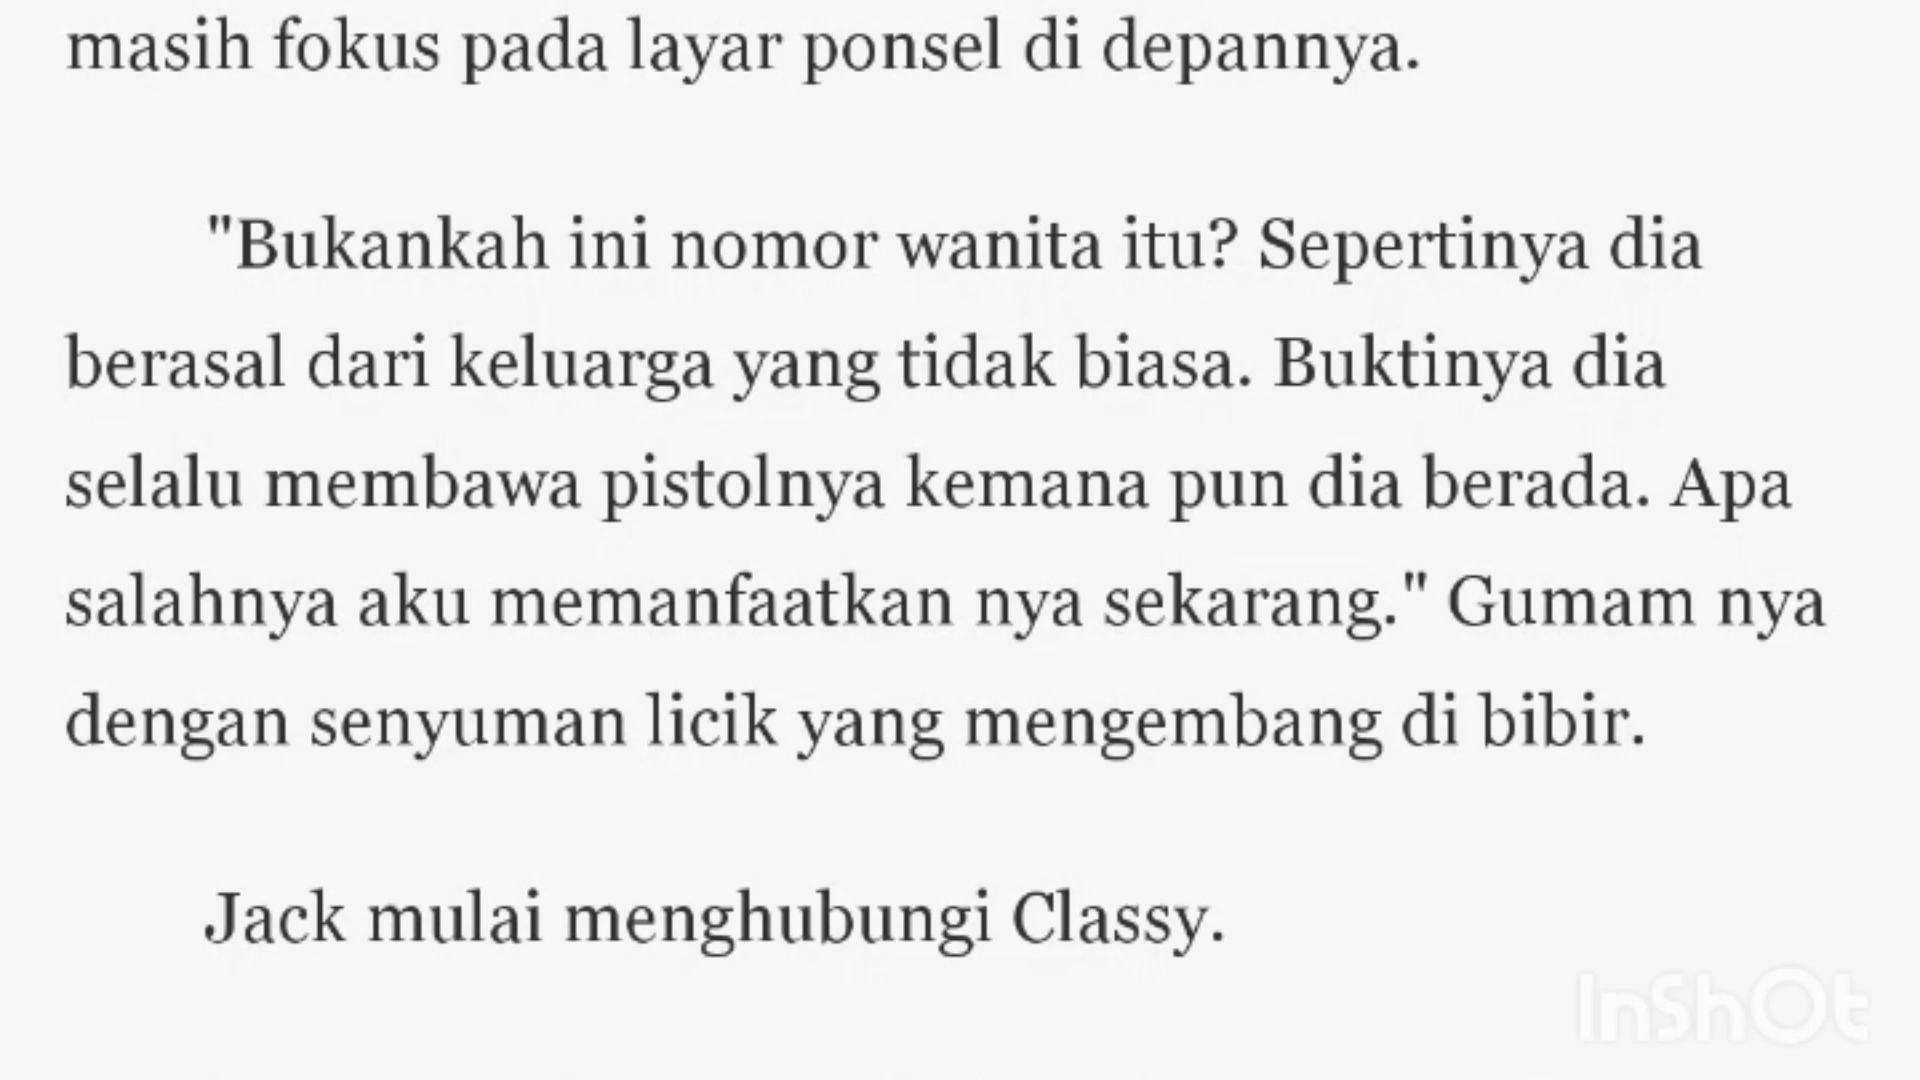 masih fokus pada layar ponsel di depannya.
"Bukankah ini nomor wanita itu? Sepertinya dia
berasal dari keluarga yang tidak biasa. Buktinya dia
selalu membawa pistolnya kemana pun dia berada. Apa
salahnya aku memanfaatkan nya sekarang." Gumam nya
dengan senyuman licik yang mengembang di bibir.
Jack mulai menghubungi Classy.
InShOt